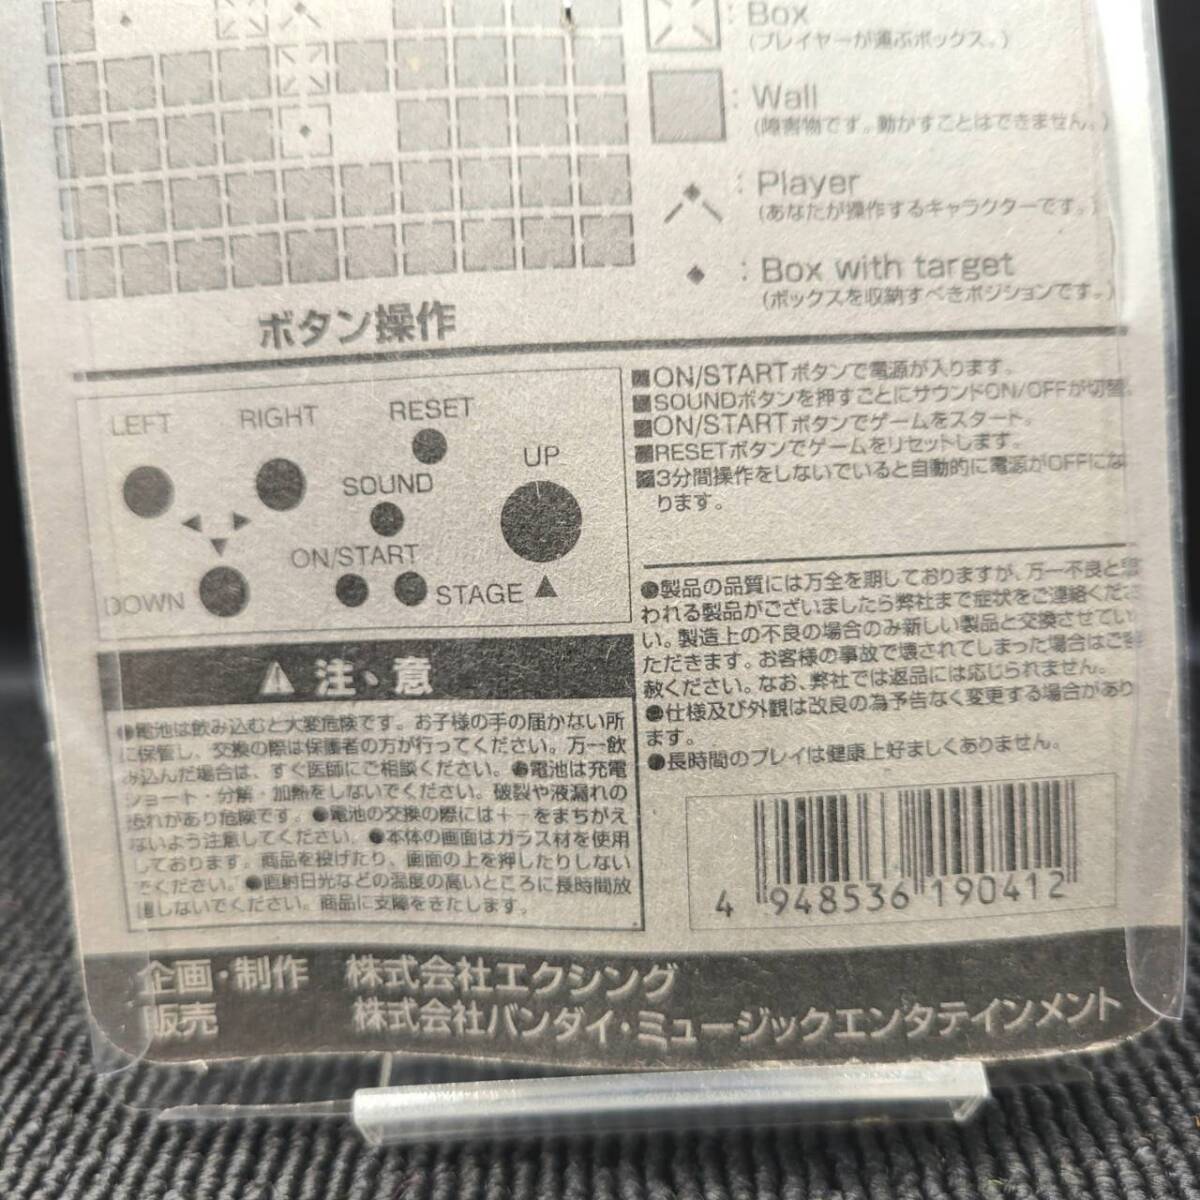 : Box
(プレイヤーが運ぶボックス。)
: Wall
(障害物です。動かすことはできません。)
: Player
(あなたが操作するキャラクターです。)
: Box with target
(ボックスを収納すべきポジションです。)
ボタン操作
LEFT
RIGHT
RESET
SOUND
UP
ON/START
DOWN
STAGE
■ON/STARTボタンで電源が入ります。
■SOUNDボタンを押すごとにサウンドON/OFFが切替。
■ON/STARTボタンでゲームをスタート。
■RESETボタンでゲームをリセットします。
■3分間操作をしないでいると自動的に電源がOFFにな
ります。
注・意
●電池は飲み込むと大変危険です。お子様の手の届かない所
に保管し、交換の際は保護者の方が行ってください。万一飲
み込んだ場合は、すぐ医師にご相談ください。●電池は充電
ショート・分解・加熱をしないでください。破裂や液漏れの
恐れがあり危険です。●電池の交換の際には+-をまちがえ
ないよう注意してください。●本体の画面はガラス材を使用
しております。商品を投げたり、画面の上を押したりしない
でください。●直射日光などの温度の高いところに長時間放
置しないでください。商品に支障をきたします。
●製品の品質には万全を期しておりますが、万一不良と思
われる製品がございましたら弊社まで症状をご連絡くださ
い。製造上の不良の場合のみ新しい製品と交換させてい
ただきます。お客様の事故で壊されてしまった場合はご容
赦ください。なお、弊社では返品には応じられません。
●仕様及び外観は改良の為予告なく変更する場合があり
ます。
●長時間のプレイは健康上好ましくありません。
4 948536 190412
企画・制作 株式会社エクシング
販売 株式会社バンダイ・ミュージックエンタテインメント